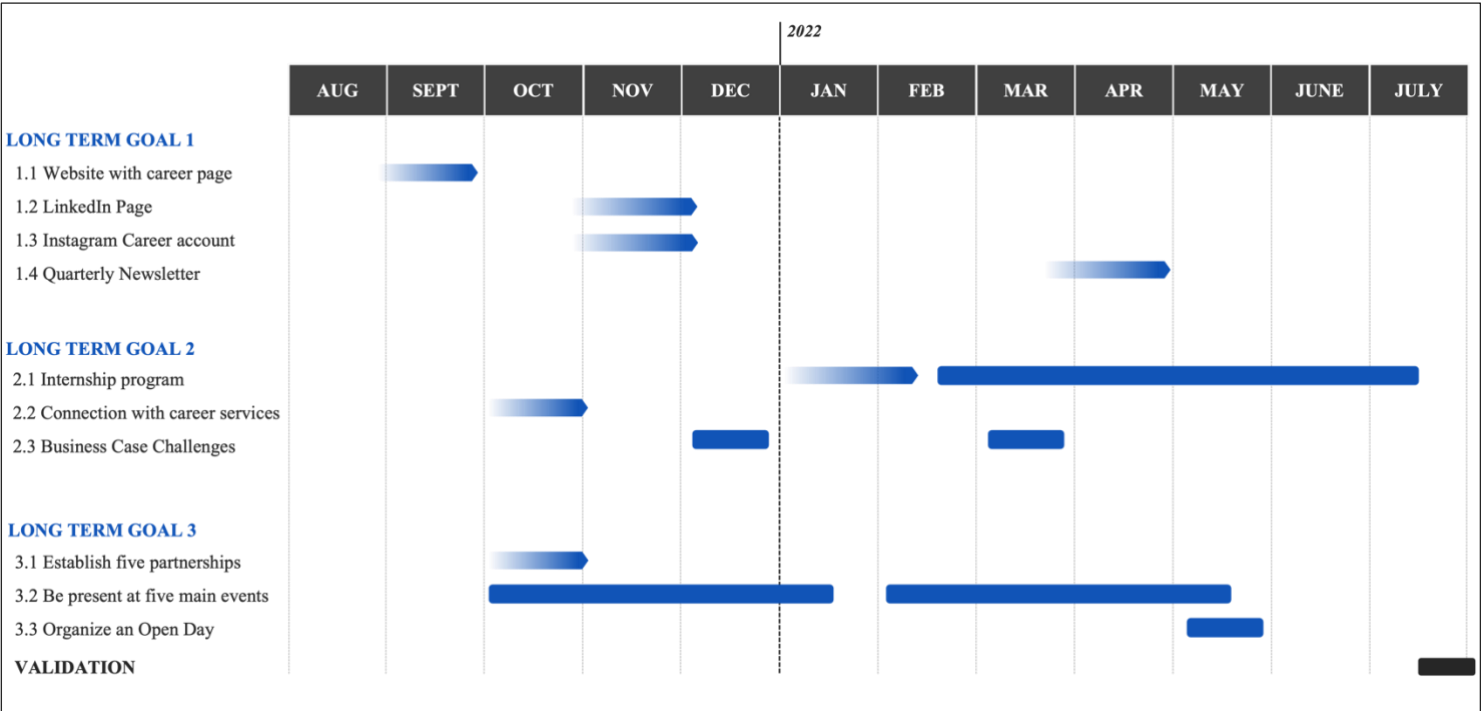 2022
AUG SEPT OCT NOV DEC JAN FEB MAR APR MAY JUNE JULY
LONG TERM GOAL 1
1.1 Website with career page
1.2 LinkedIn Page
1.3 Instagram Career account
1.4 Quarterly Newsletter
LONG TERM GOAL 2
2.1 Internship program
2.2 Connection with career services
2.3 Business Case Challenges
LONG TERM GOAL 3
3.1 Establish five partnerships
3.2 Be present at five main events
3.3 Organize an Open Day
VALIDATION